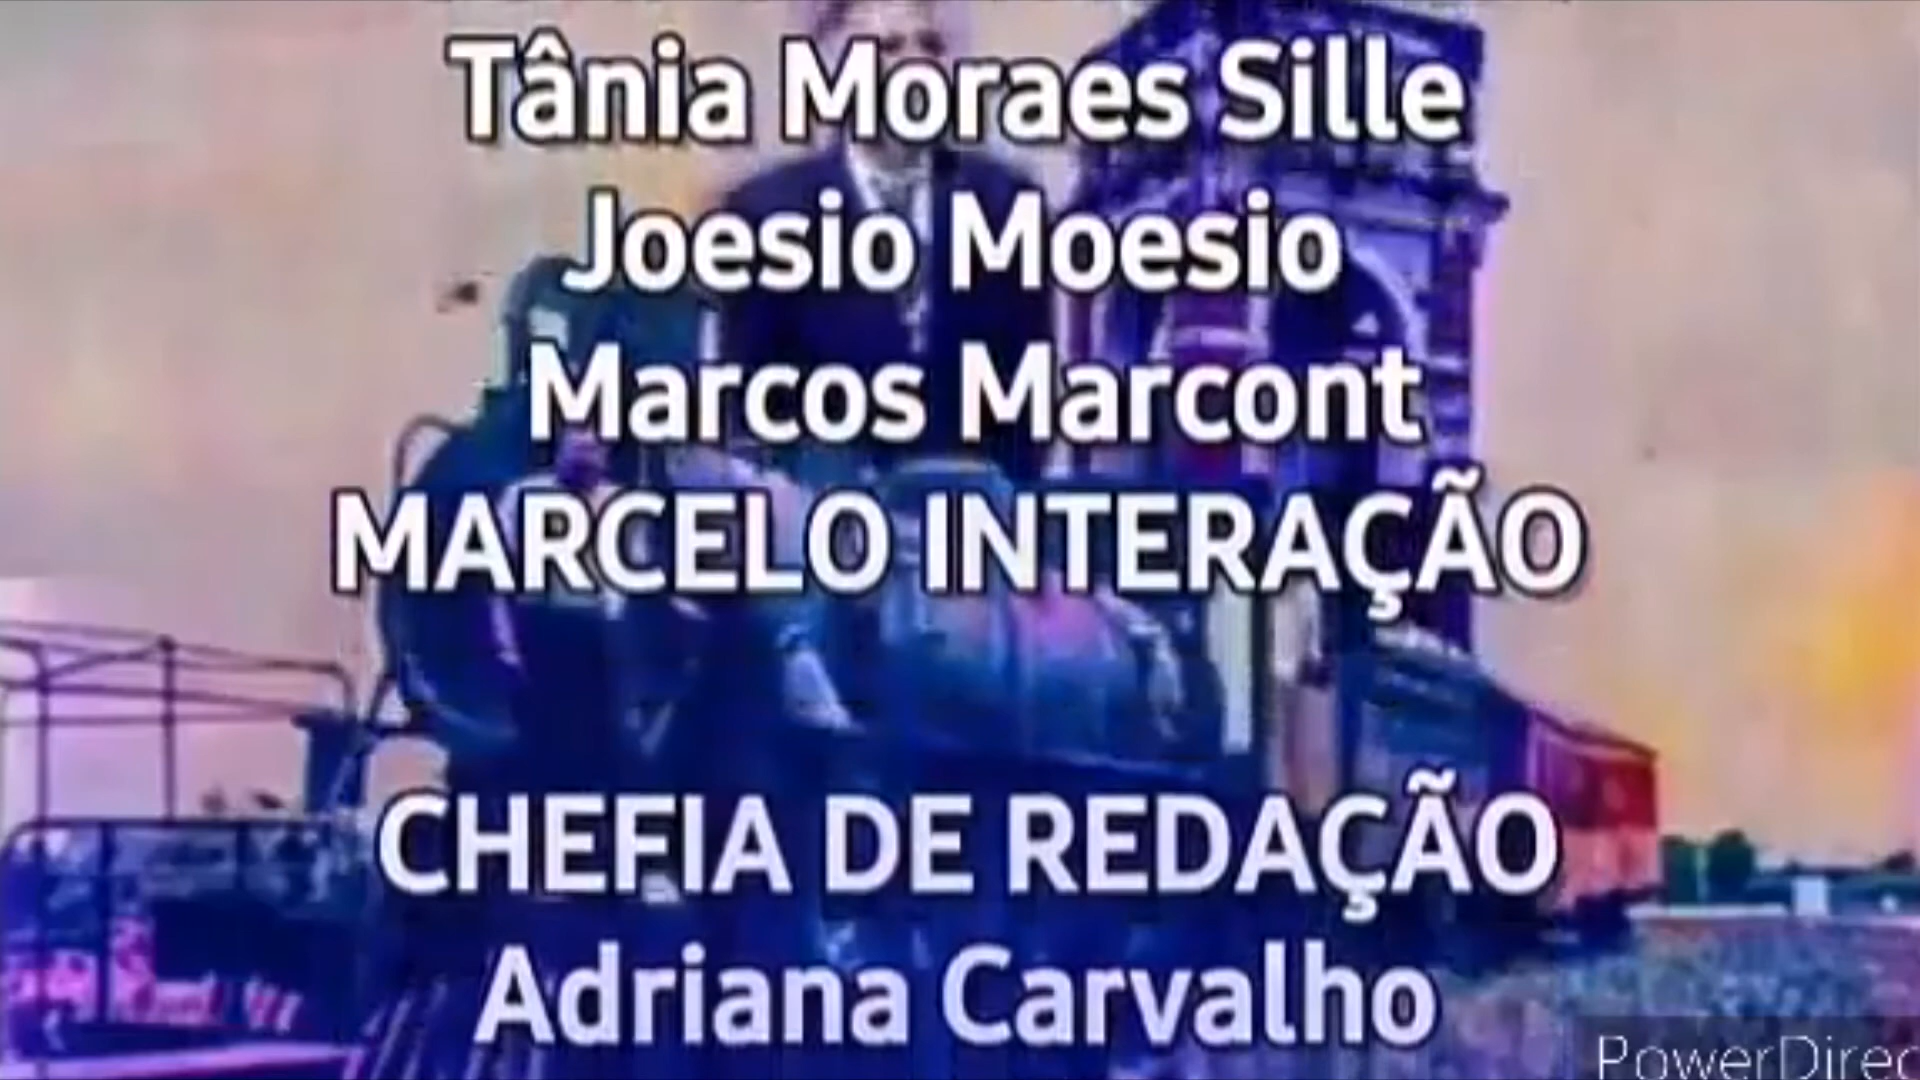 Tânia Moraes Sille
Joesio Moesio
Marcos Marcont
MARCELO INTERAÇÃO
CHEFIA DE REDAÇÃO
Adriana Carvalho
PowerDirec